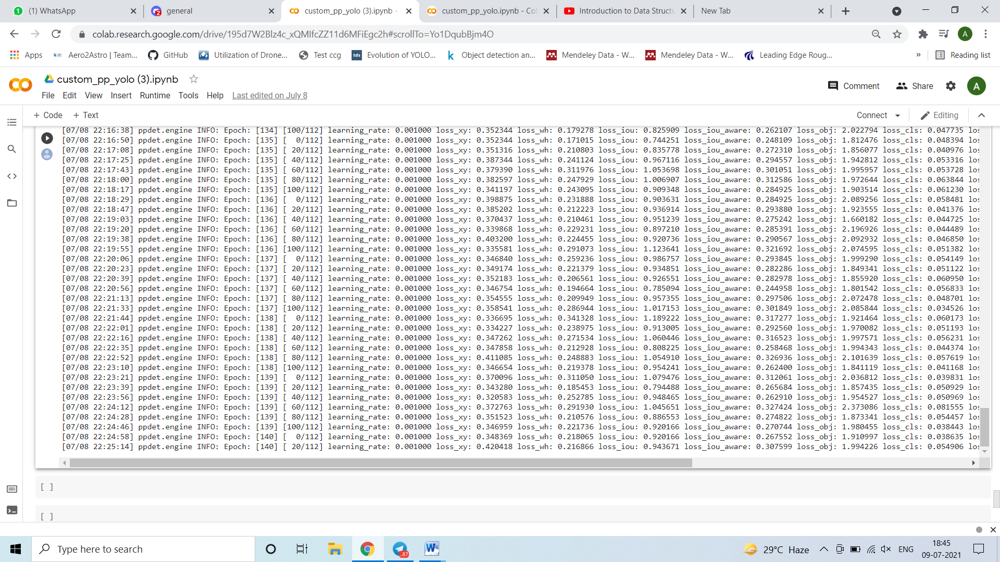 (1) WhatsApp
general
custom_pp_yolo (3).ipynb -
custom_pp_yolo.ipynb - Col
Introduction to Data Structu
New Tab
colab.research.google.com/drive/195d7W2Blz4c_xQMIfcZZ11d6MFiEgc2h#scrollTo=Yo1DqubBjm4O
A
Apps
Aero2Astro | Team...
GitHub
Utilization of Drone...
Test ccg
tds
Evolution of YOLO...
k
Object detection an...
Mendeley Data - W...
Mendeley Data - W...
Leading Edge Roug...
»
Reading list
custom_pp_yolo (3).ipynb
Comment
Share
A
File Edit View Insert Runtime Tools Help Last edited on July 8
+ Code + Text
Connect
Editing
[07/08 22:16:38] ppdet.engine INFO: Epoch: [134] [100/112] learning_rate: 0.001000 loss_xy: 0.352344 loss_wh: 0.179278 loss_iou: 0.825909 loss_iou_aware: 0.262107 loss_obj: 2.022794 loss_cls: 0.047735 los
[07/08 22:16:50] ppdet.engine INFO: Epoch: [135] [  0/112] learning_rate: 0.001000 loss_xy: 0.352344 loss_wh: 0.171015 loss_iou: 0.744251 loss_iou_aware: 0.248109 loss_obj: 1.812476 loss_cls: 0.048394 los
[07/08 22:17:08] ppdet.engine INFO: Epoch: [135] [ 20/112] learning_rate: 0.001000 loss_xy: 0.351316 loss_wh: 0.210803 loss_iou: 0.835778 loss_iou_aware: 0.272310 loss_obj: 1.856077 loss_cls: 0.040976 los
[07/08 22:17:25] ppdet.engine INFO: Epoch: [135] [ 40/112] learning_rate: 0.001000 loss_xy: 0.387344 loss_wh: 0.241124 loss_iou: 0.967116 loss_iou_aware: 0.294557 loss_obj: 1.942812 loss_cls: 0.053316 los
[07/08 22:17:43] ppdet.engine INFO: Epoch: [135] [ 60/112] learning_rate: 0.001000 loss_xy: 0.379390 loss_wh: 0.311976 loss_iou: 1.053698 loss_iou_aware: 0.301051 loss_obj: 1.995957 loss_cls: 0.053728 los
[07/08 22:18:00] ppdet.engine INFO: Epoch: [135] [ 80/112] learning_rate: 0.001000 loss_xy: 0.382597 loss_wh: 0.247929 loss_iou: 1.006907 loss_iou_aware: 0.312586 loss_obj: 1.972644 loss_cls: 0.063844 los
[07/08 22:18:17] ppdet.engine INFO: Epoch: [135] [100/112] learning_rate: 0.001000 loss_xy: 0.341197 loss_wh: 0.243095 loss_iou: 0.909348 loss_iou_aware: 0.284925 loss_obj: 1.903514 loss_cls: 0.061230 los
[07/08 22:18:29] ppdet.engine INFO: Epoch: [136] [  0/112] learning_rate: 0.001000 loss_xy: 0.398875 loss_wh: 0.231888 loss_iou: 0.903631 loss_iou_aware: 0.284925 loss_obj: 2.089256 loss_cls: 0.058481 los
[07/08 22:18:47] ppdet.engine INFO: Epoch: [136] [ 20/112] learning_rate: 0.001000 loss_xy: 0.385202 loss_wh: 0.212223 loss_iou: 0.936914 loss_iou_aware: 0.293880 loss_obj: 1.923555 loss_cls: 0.041376 los
[07/08 22:19:03] ppdet.engine INFO: Epoch: [136] [ 40/112] learning_rate: 0.001000 loss_xy: 0.370437 loss_wh: 0.210461 loss_iou: 0.951239 loss_iou_aware: 0.275242 loss_obj: 1.660182 loss_cls: 0.044725 los
[07/08 22:19:20] ppdet.engine INFO: Epoch: [136] [ 60/112] learning_rate: 0.001000 loss_xy: 0.339868 loss_wh: 0.229231 loss_iou: 0.897210 loss_iou_aware: 0.285391 loss_obj: 2.196926 loss_cls: 0.044489 los
[07/08 22:19:38] ppdet.engine INFO: Epoch: [136] [ 80/112] learning_rate: 0.001000 loss_xy: 0.403200 loss_wh: 0.224455 loss_iou: 0.920736 loss_iou_aware: 0.290567 loss_obj: 2.092932 loss_cls: 0.046850 los
[07/08 22:19:55] ppdet.engine INFO: Epoch: [136] [100/112] learning_rate: 0.001000 loss_xy: 0.335581 loss_wh: 0.291073 loss_iou: 1.123641 loss_iou_aware: 0.321692 loss_obj: 2.074595 loss_cls: 0.051382 los
[07/08 22:20:06] ppdet.engine INFO: Epoch: [137] [  0/112] learning_rate: 0.001000 loss_xy: 0.346840 loss_wh: 0.259236 loss_iou: 0.986757 loss_iou_aware: 0.293845 loss_obj: 1.999290 loss_cls: 0.054149 los
[07/08 22:20:23] ppdet.engine INFO: Epoch: [137] [ 20/112] learning_rate: 0.001000 loss_xy: 0.349174 loss_wh: 0.221379 loss_iou: 0.934851 loss_iou_aware: 0.282286 loss_obj: 1.849341 loss_cls: 0.051122 los
[07/08 22:20:39] ppdet.engine INFO: Epoch: [137] [ 40/112] learning_rate: 0.001000 loss_xy: 0.352183 loss_wh: 0.206561 loss_iou: 0.926551 loss_iou_aware: 0.282978 loss_obj: 1.855920 loss_cls: 0.060950 los
[07/08 22:20:56] ppdet.engine INFO: Epoch: [137] [ 60/112] learning_rate: 0.001000 loss_xy: 0.346754 loss_wh: 0.194664 loss_iou: 0.785094 loss_iou_aware: 0.244958 loss_obj: 1.801542 loss_cls: 0.056833 los
[07/08 22:21:13] ppdet.engine INFO: Epoch: [137] [ 80/112] learning_rate: 0.001000 loss_xy: 0.354555 loss_wh: 0.209949 loss_iou: 0.957355 loss_iou_aware: 0.297506 loss_obj: 2.072478 loss_cls: 0.048701 los
[07/08 22:21:33] ppdet.engine INFO: Epoch: [137] [100/112] learning_rate: 0.001000 loss_xy: 0.358541 loss_wh: 0.286944 loss_iou: 1.017153 loss_iou_aware: 0.301849 loss_obj: 2.085844 loss_cls: 0.034526 los
[07/08 22:21:44] ppdet.engine INFO: Epoch: [138] [  0/112] learning_rate: 0.001000 loss_xy: 0.336695 loss_wh: 0.341328 loss_iou: 1.189222 loss_iou_aware: 0.317277 loss_obj: 1.921464 loss_cls: 0.060173 los
[07/08 22:22:01] ppdet.engine INFO: Epoch: [138] [ 20/112] learning_rate: 0.001000 loss_xy: 0.334227 loss_wh: 0.238975 loss_iou: 0.913005 loss_iou_aware: 0.292560 loss_obj: 1.970082 loss_cls: 0.051193 los
[07/08 22:22:16] ppdet.engine INFO: Epoch: [138] [ 40/112] learning_rate: 0.001000 loss_xy: 0.347262 loss_wh: 0.271534 loss_iou: 1.060446 loss_iou_aware: 0.316523 loss_obj: 1.997571 loss_cls: 0.056231 los
[07/08 22:22:35] ppdet.engine INFO: Epoch: [138] [ 60/112] learning_rate: 0.001000 loss_xy: 0.347858 loss_wh: 0.212928 loss_iou: 0.808225 loss_iou_aware: 0.258468 loss_obj: 1.994343 loss_cls: 0.044374 los
[07/08 22:22:52] ppdet.engine INFO: Epoch: [138] [ 80/112] learning_rate: 0.001000 loss_xy: 0.411085 loss_wh: 0.248883 loss_iou: 1.054910 loss_iou_aware: 0.326936 loss_obj: 2.101639 loss_cls: 0.057619 los
[07/08 22:23:10] ppdet.engine INFO: Epoch: [138] [100/112] learning_rate: 0.001000 loss_xy: 0.346654 loss_wh: 0.219378 loss_iou: 0.954241 loss_iou_aware: 0.262400 loss_obj: 1.841119 loss_cls: 0.041168 los
[07/08 22:23:21] ppdet.engine INFO: Epoch: [139] [  0/112] learning_rate: 0.001000 loss_xy: 0.370096 loss_wh: 0.311050 loss_iou: 1.079476 loss_iou_aware: 0.312061 loss_obj: 2.036812 loss_cls: 0.039831 los
[07/08 22:23:39] ppdet.engine INFO: Epoch: [139] [ 20/112] learning_rate: 0.001000 loss_xy: 0.343280 loss_wh: 0.185453 loss_iou: 0.794488 loss_iou_aware: 0.265684 loss_obj: 1.857435 loss_cls: 0.050929 los
[07/08 22:23:56] ppdet.engine INFO: Epoch: [139] [ 40/112] learning_rate: 0.001000 loss_xy: 0.320583 loss_wh: 0.252785 loss_iou: 0.948465 loss_iou_aware: 0.262910 loss_obj: 1.954527 loss_cls: 0.050969 los
[07/08 22:24:12] ppdet.engine INFO: Epoch: [139] [ 60/112] learning_rate: 0.001000 loss_xy: 0.372763 loss_wh: 0.291930 loss_iou: 1.045651 loss_iou_aware: 0.327424 loss_obj: 2.373086 loss_cls: 0.081555 los
[07/08 22:24:28] ppdet.engine INFO: Epoch: [139] [ 80/112] learning_rate: 0.001000 loss_xy: 0.351523 loss_wh: 0.210576 loss_iou: 0.886553 loss_iou_aware: 0.274822 loss_obj: 1.873341 loss_cls: 0.054457 los
[07/08 22:24:46] ppdet.engine INFO: Epoch: [139] [100/112] learning_rate: 0.001000 loss_xy: 0.346959 loss_wh: 0.221736 loss_iou: 0.920166 loss_iou_aware: 0.270744 loss_obj: 1.980455 loss_cls: 0.038443 los
[07/08 22:24:58] ppdet.engine INFO: Epoch: [140] [  0/112] learning_rate: 0.001000 loss_xy: 0.348369 loss_wh: 0.218065 loss_iou: 0.920166 loss_iou_aware: 0.267552 loss_obj: 1.910997 loss_cls: 0.038635 los
[07/08 22:25:14] ppdet.engine INFO: Epoch: [140] [ 20/112] learning_rate: 0.001000 loss_xy: 0.420418 loss_wh: 0.216866 loss_iou: 0.943671 loss_iou_aware: 0.307599 loss_obj: 1.994226 loss_cls: 0.054906 los
[ ]
[ ]
Type here to search
..87
29°C Haze
ENG
18:45
09-07-2021